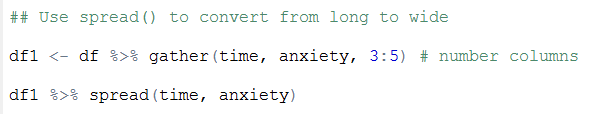 ## Use spread() to convert from long to wide
df1 <- df %>% gather(time, anxiety, 3:5) # number columns
df1 %>% spread(time, anxiety)